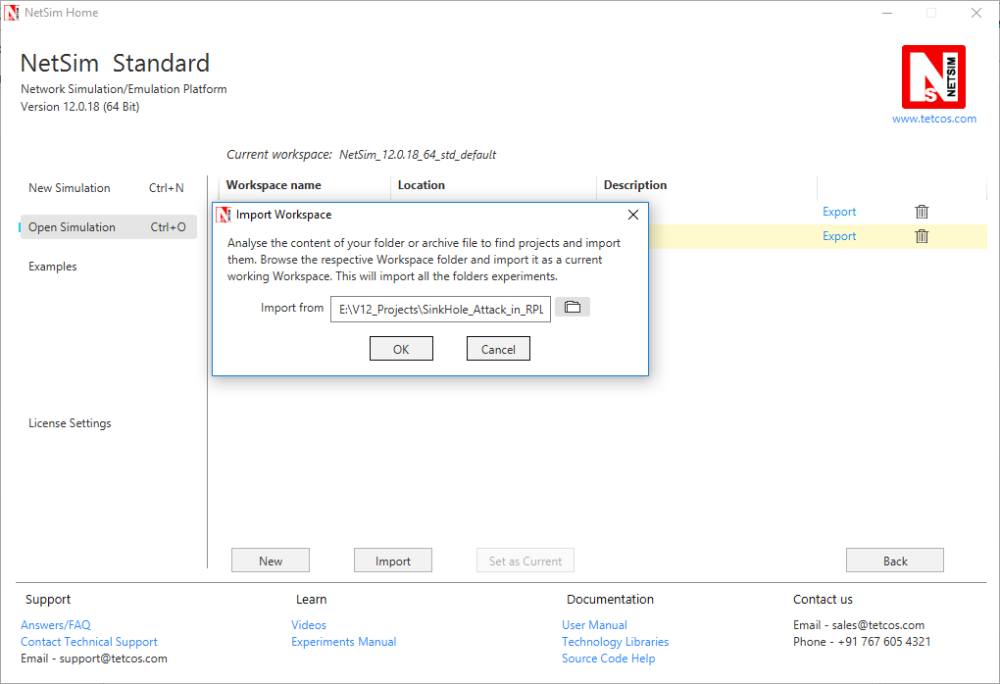 NetSim Home
NetSim Standard
Network Simulation/Emulation Platform
Version 12.0.18 (64 Bit)
NETSIM
www.tetcos.com
Current workspace: NetSim_12.0.18_64_std_default
New Simulation Ctrl+N
Open Simulation Ctrl+O
Examples
License Settings
Workspace name Location Description
Export
Export
Import Workspace
Analyse the content of your folder or archive file to find projects and import
them. Browse the respective Workspace folder and import it as a current
working Workspace. This will import all the folders experiments.
Import from E:\V12_Projects\SinkHole_Attack_in_RPL
OK Cancel
New Import Set as Current Back
Support Learn Documentation Contact us
Answers/FAQ Videos User Manual Email - sales@tetcos.com
Contact Technical Support Experiments Manual Technology Libraries Phone - +91 767 605 4321
Email - support@tetcos.com Source Code Help